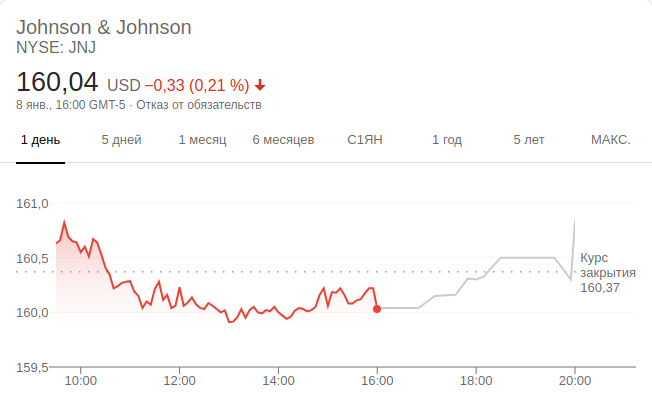 Johnson & Johnson
NYSE: JNJ
160,04 USD −0,33 (0,21 %)
8 янв., 16:00 GMT-5 · Отказ от обязательств
1 день 5 дней 1 месяц 6 месяцев С1ЯН 1 год 5 лет МАКС.
161,0
160,5
160,0
159,5
Курс
закрытия
160,37
10:00 12:00 14:00 16:00 18:00 20:00